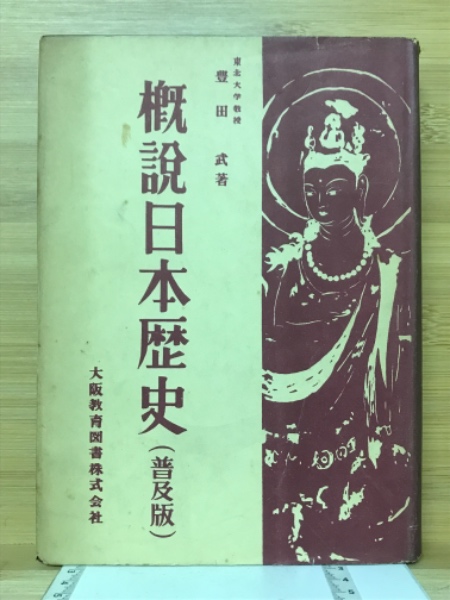 東北大学教授
豊田 武著
概說日本歴史(普及版)
大阪教育図書株式会社